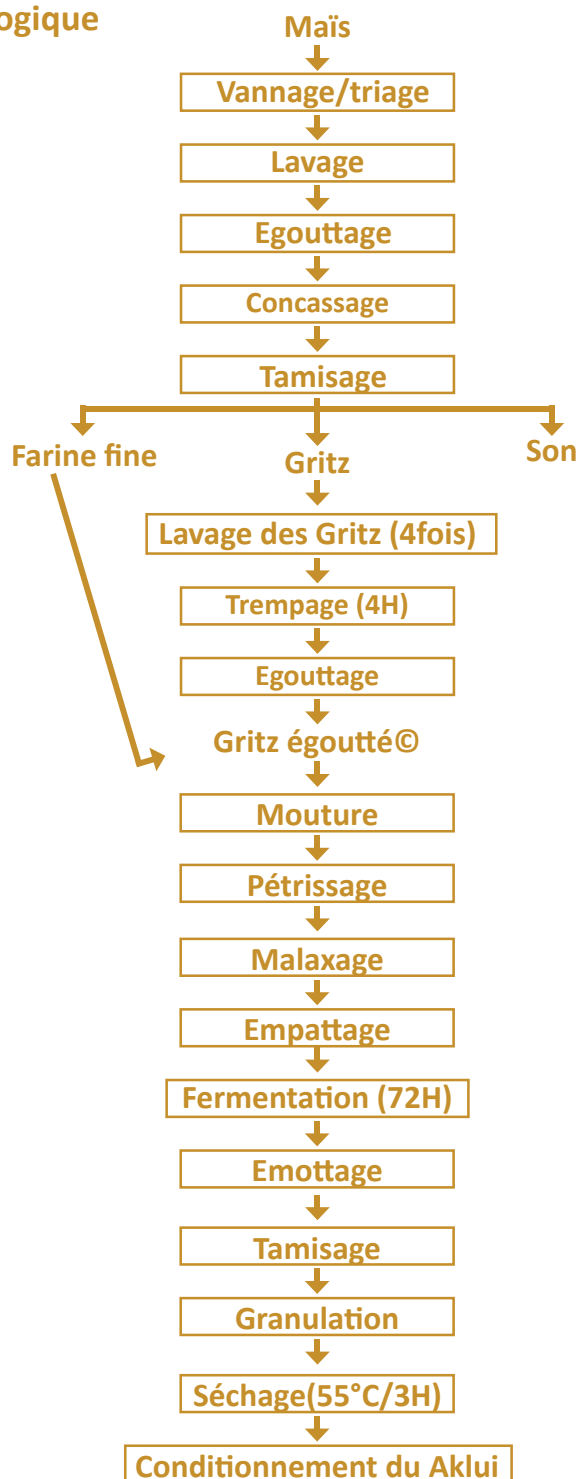 ogique
Maïs
Vannage/triage
Lavage
Egouttage
Concassage
Tamisage
Farine fine
Gritz
Son
Lavage des Gritz (4fois)
Trempage (4H)
Egouttage
Gritz égoutté©
Mouture
Pétrissage
Malaxage
Empattage
Fermentation (72H)
Emottage
Tamisage
Granulation
Séchage(55°C/3H)
Conditionnement du Aklui